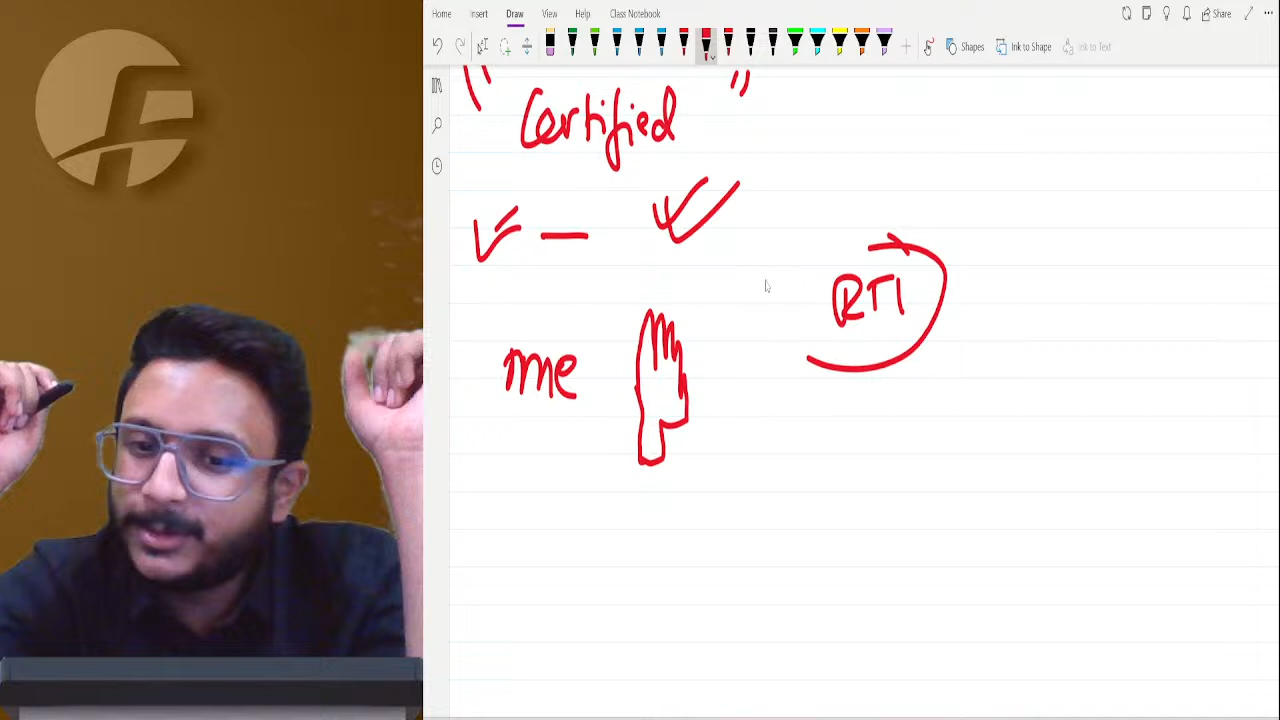 Home Insert Draw View Help Class Notebook Share
Shapes Ink to Shape Ink to Text
" Certified "
me
RTI
F